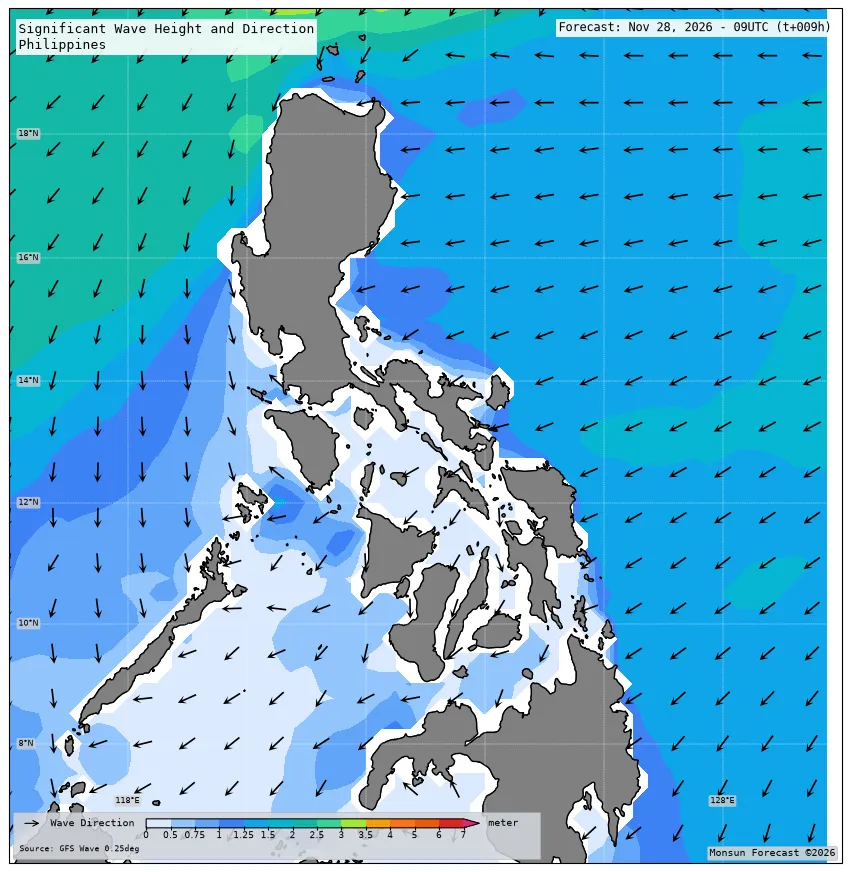 Significant Wave Height and Direction
Philippines
Forecast: Nov 28, 2026 - 09UTC (t+009h)
18°N
16°N
14°N
12°N
10°N
8°N
118°E
128°E
Wave Direction
0 0.5 0.75 1 1.25 1.5 2 2.5 3 3.5 4 5 6 7
meter
Source: GFS Wave 0.25deg
Monsun Forecast ©2026